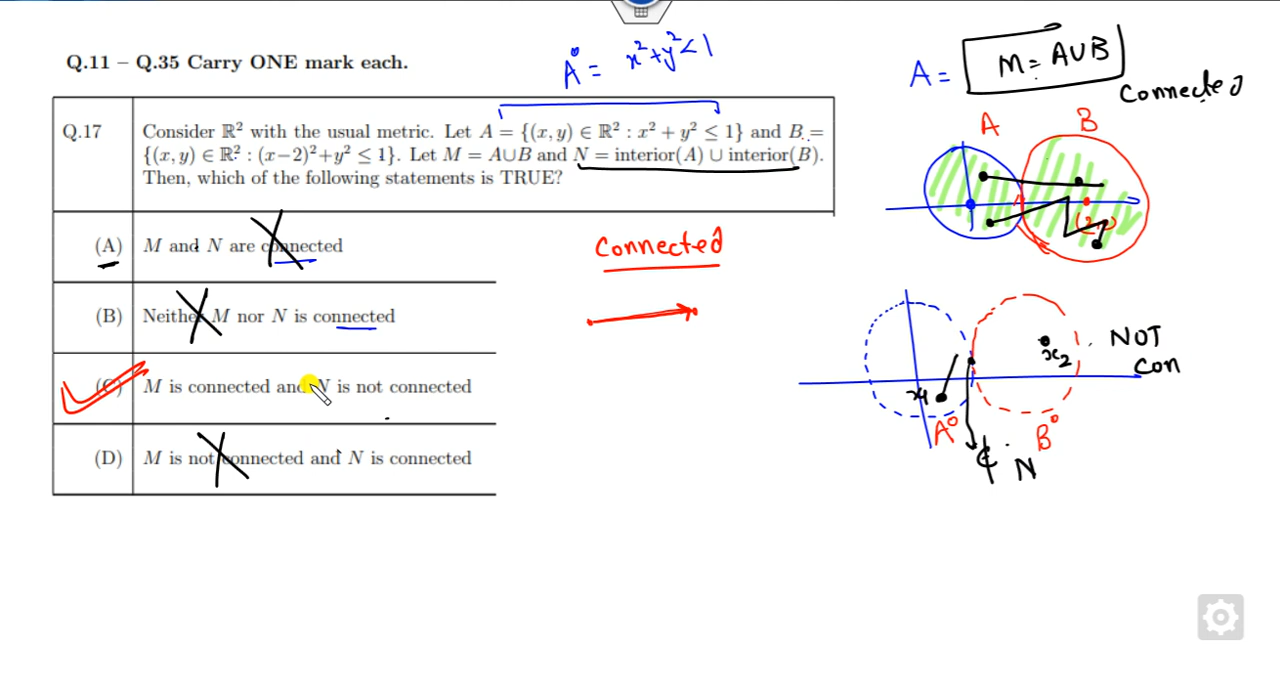 Q.11 – Q.35 Carry ONE mark each.
Å = x²+y²<1
A = M = A∪B
Connected
Q.17 Consider ℝ² with the usual metric. Let A = {(x, y) ∈ ℝ² : x² + y² ≤ 1} and B =
{(x, y) ∈ ℝ² : (x−2)²+y² ≤ 1}. Let M = A∪B and N = interior(A) ∪ interior(B).
Then, which of the following statements is TRUE?
A B
(A) M and N are connected
Connected
(B) Neither M nor N is connected
(C) M is connected and N is not connected
(D) M is not connected and N is connected
x₂
NOT
Con
x₁
A° B°
∉ N